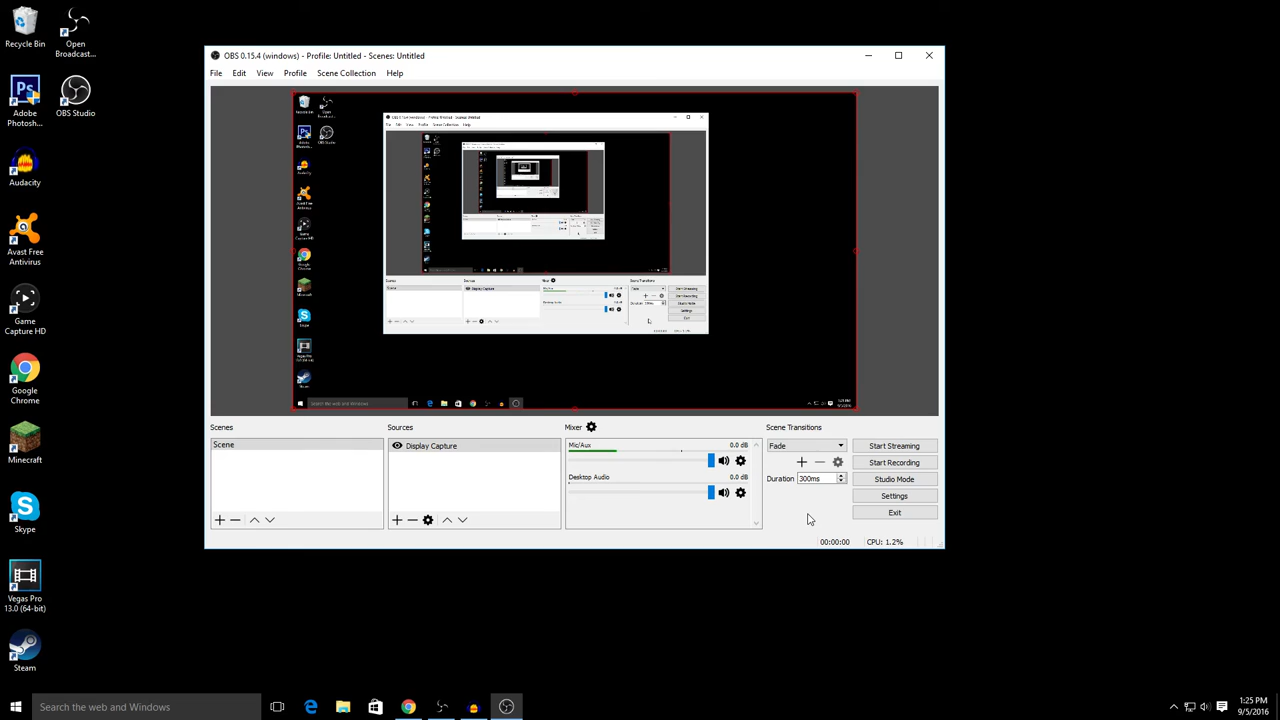 Recycle Bin
Open
Broadcast...
Adobe
Photosh...
OBS Studio
Audacity
Avast Free
Antivirus
Game
Capture HD
Google
Chrome
Minecraft
Skype
Vegas Pro
13.0 (64-bit)
Steam
OBS 0.15.4 (windows) - Profile: Untitled - Scenes: Untitled
File Edit View Profile Scene Collection Help
Scenes
Scene
Sources
Display Capture
Mixer
Mic/Aux 0.0 dB
Desktop Audio 0.0 dB
Scene Transitions
Fade
Duration 300ms
Start Streaming
Start Recording
Studio Mode
Settings
Exit
00:00:00 CPU: 1.2%
Search the web and Windows
1:25 PM
9/5/2016